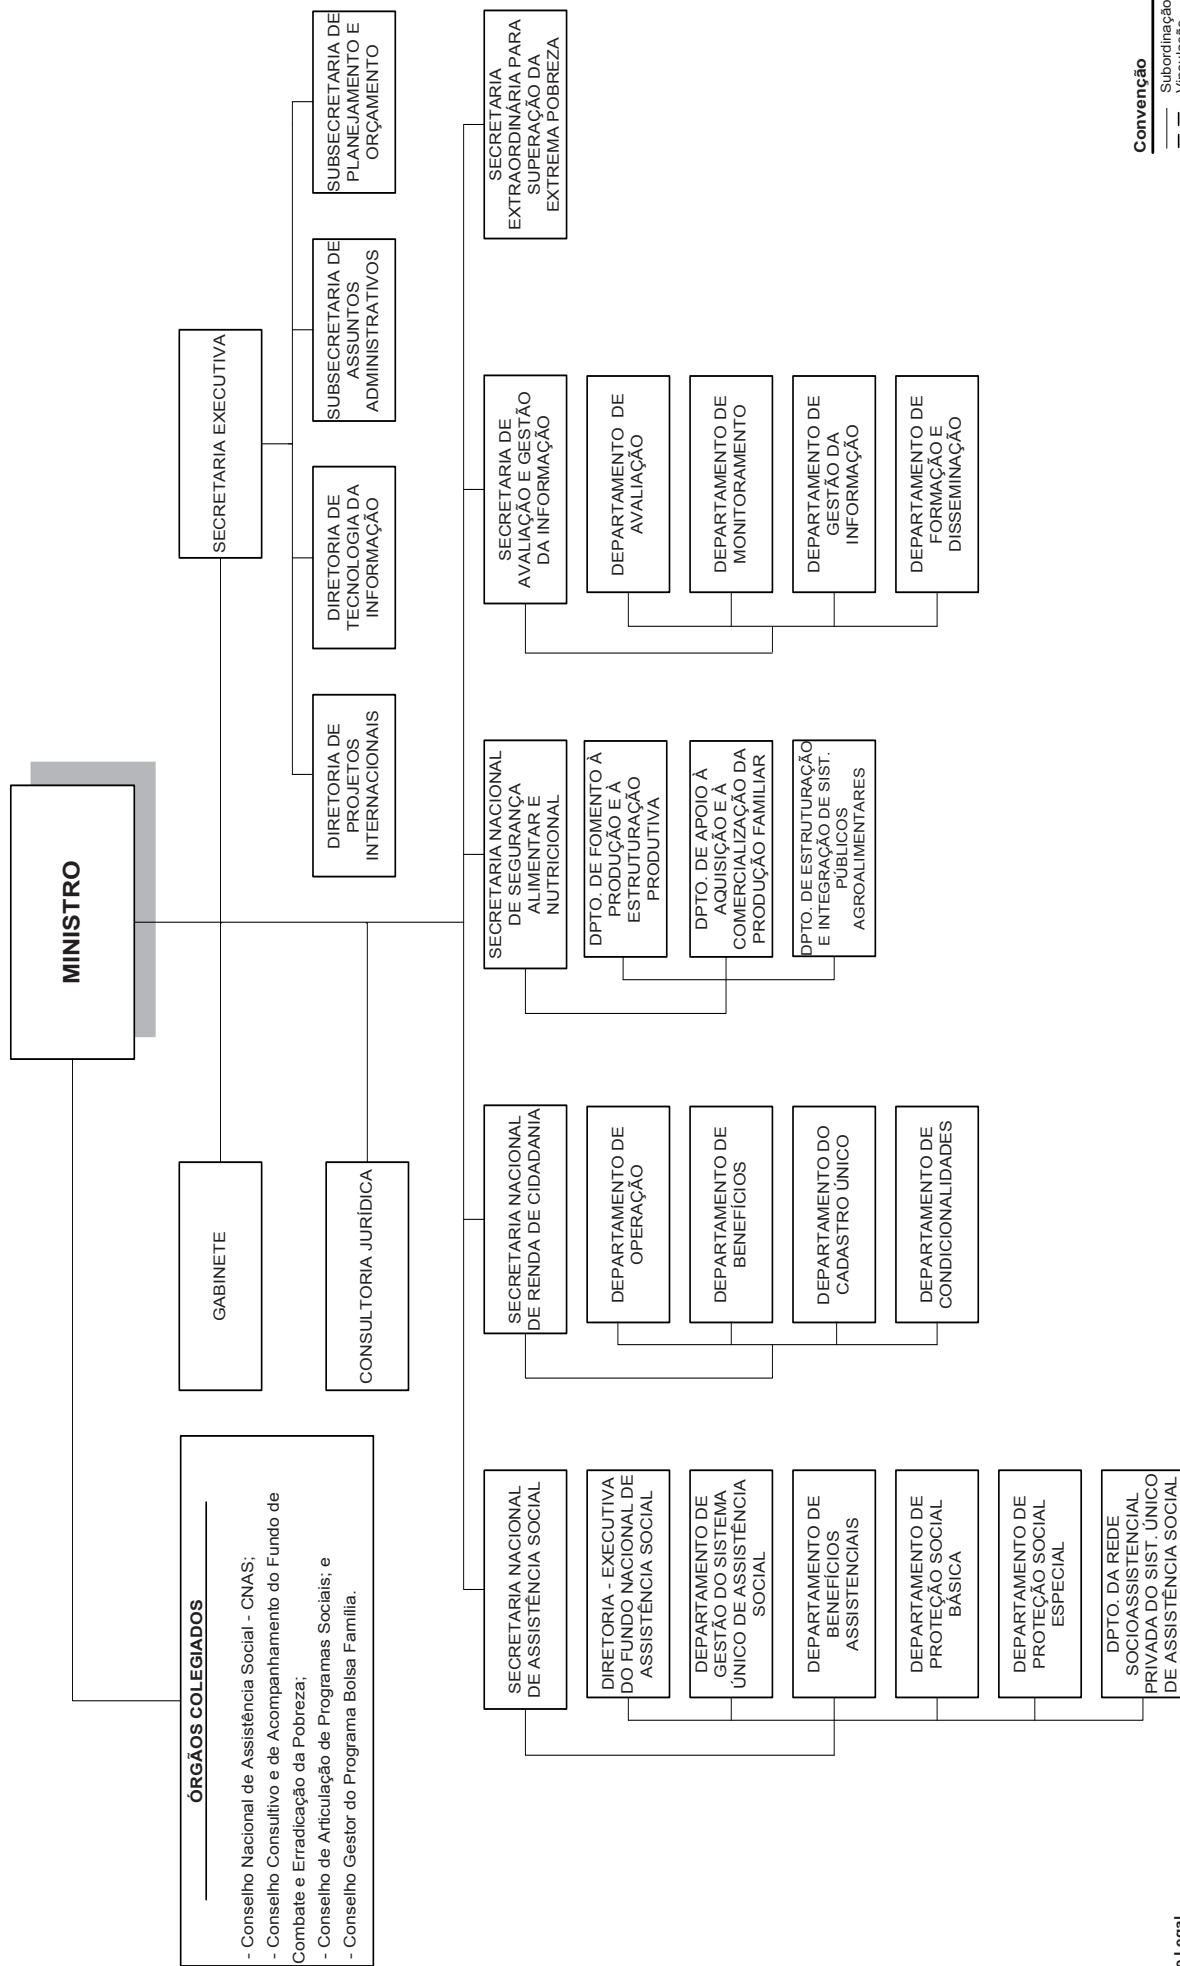 MINISTRO
ÓRGÃOS COLEGIADOS
- Conselho Nacional de Assistência Social - CNAS;
- Conselho Consultivo e de Acompanhamento do Fundo de
Combate e Erradicação da Pobreza;
- Conselho de Articulação de Programas Sociais; e
- Conselho Gestor do Programa Bolsa Família.
GABINETE
SECRETARIA EXECUTIVA
CONSULTORIA JURÍDICA
DIRETORIA DE
PROJETOS
INTERNACIONAIS
DIRETORIA DE
TECNOLOGIA DA
INFORMAÇÃO
SUBSECRETARIA DE
ASSUNTOS
ADMINISTRATIVOS
SUBSECRETARIA DE
PLANEJAMENTO E
ORÇAMENTO
SECRETARIA NACIONAL
DE ASSISTÊNCIA SOCIAL
DIRETORIA - EXECUTIVA
DO FUNDO NACIONAL DE
ASSISTÊNCIA SOCIAL
DEPARTAMENTO DE
GESTÃO DO SISTEMA
ÚNICO DE ASSISTÊNCIA
SOCIAL
DEPARTAMENTO DE
BENEFÍCIOS
ASSISTENCIAIS
DEPARTAMENTO DE
PROTEÇÃO SOCIAL
BÁSICA
DEPARTAMENTO DE
PROTEÇÃO SOCIAL
ESPECIAL
DPTO. DA REDE
SOCIOASSISTENCIAL
PRIVADA DO SIST. ÚNICO
DE ASSISTÊNCIA SOCIAL
SECRETARIA NACIONAL
DE RENDA DE CIDADANIA
DEPARTAMENTO DE
OPERAÇÃO
DEPARTAMENTO DE
BENEFÍCIOS
DEPARTAMENTO DO
CADASTRO ÚNICO
DEPARTAMENTO DE
CONDICIONALIDADES
SECRETARIA NACIONAL
DE SEGURANÇA
ALIMENTAR E
NUTRICIONAL
DPTO. DE FOMENTO À
PRODUÇÃO E À
ESTRUTURAÇÃO
PRODUTIVA
DPTO. DE APOIO À
AQUISIÇÃO E À
COMERCIALIZAÇÃO DA
PRODUÇÃO FAMILIAR
DPTO. DE ESTRUTURAÇÃO
E INTEGRAÇÃO DE SIST.
PÚBLICOS
AGROALIMENTARES
SECRETARIA DE
AVALIAÇÃO E GESTÃO
DA INFORMAÇÃO
DEPARTAMENTO DE
AVALIAÇÃO
DEPARTAMENTO DE
MONITORAMENTO
DEPARTAMENTO DE
GESTÃO DA
INFORMAÇÃO
DEPARTAMENTO DE
FORMAÇÃO E
DISSEMINAÇÃO
SECRETARIA
EXTRAORDINÁRIA PARA
SUPERAÇÃO DA
EXTREMA POBREZA
Convenção
Subordinação
Legal